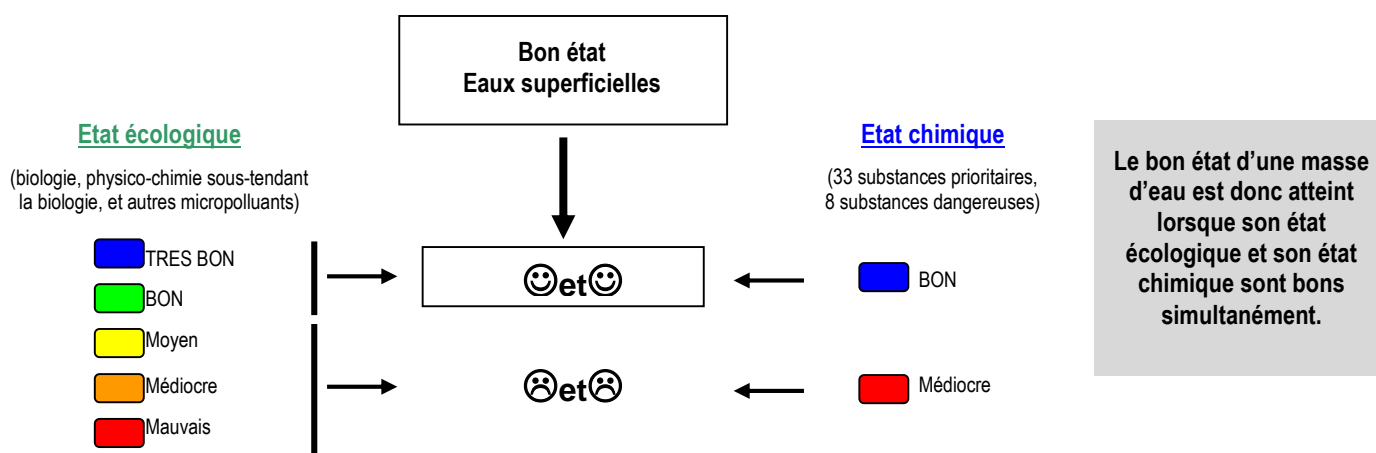 Bon état
Eaux superficielles
Etat écologique
(biologie, physico-chimie sous-tendant
la biologie, et autres micropolluants)
TRES BON
BON
Moyen
Médiocre
Mauvais
☺et☺
☹et☹
Etat chimique
(33 substances prioritaires,
8 substances dangereuses)
BON
Médiocre
Le bon état d’une masse
d’eau est donc atteint
lorsque son état
écologique et son état
chimique sont bons
simultanément.